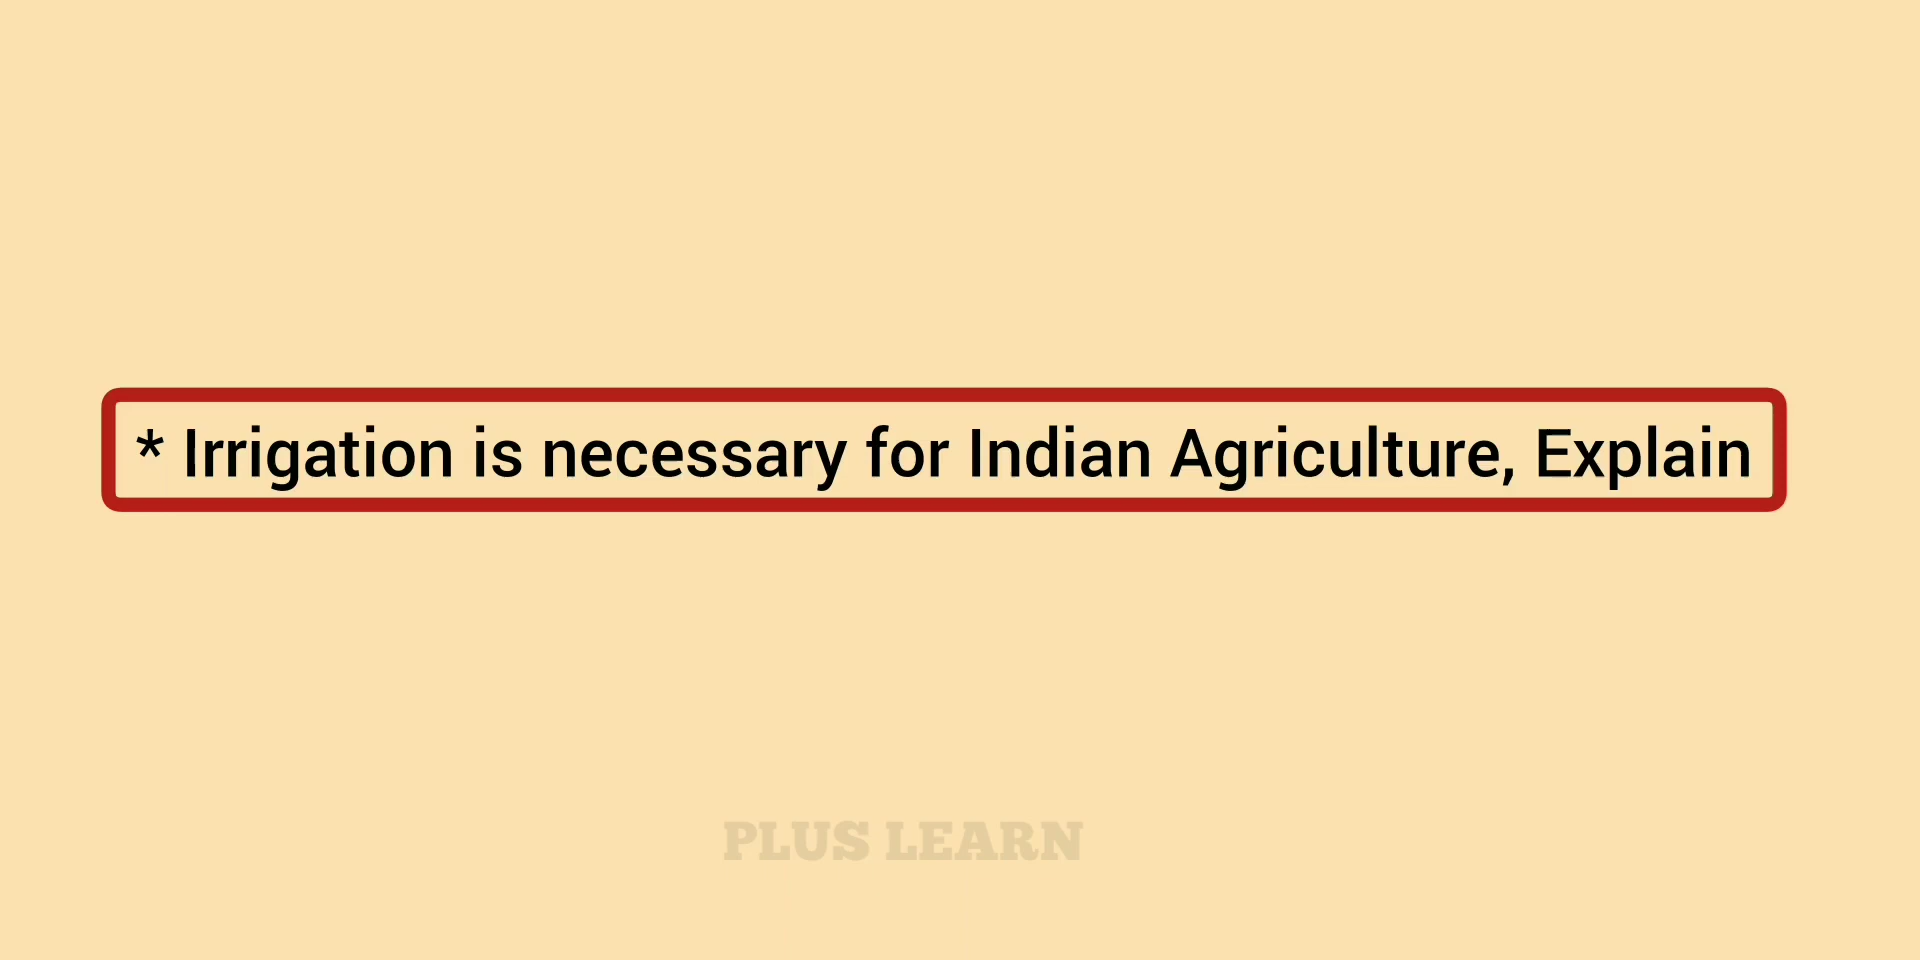 * Irrigation is necessary for Indian Agriculture, Explain
PLUS LEARN